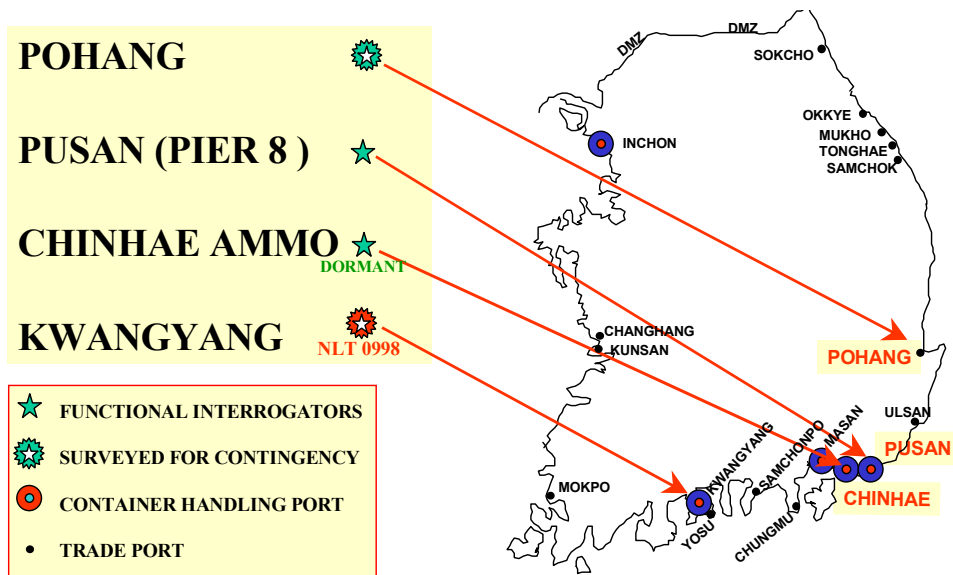 POHANG
PUSAN (PIER 8 )
CHINHAE AMMO
DORMANT
KWANGYANG
NLT 0998
FUNCTIONAL INTERROGATORS
SURVEYED FOR CONTINGENCY
CONTAINER HANDLING PORT
TRADE PORT
DMZ
DMZ
SOKCHO
OKKYE
MUKHO
TONGHAE
SAMCHOK
INCHON
CHANGHANG
KUNSAN
POHANG
ULSAN
PUSAN
MASAN
CHINHAE
SAMCHONPO
KWANGYANG
MOKPO
YOSU
CHUNGMU